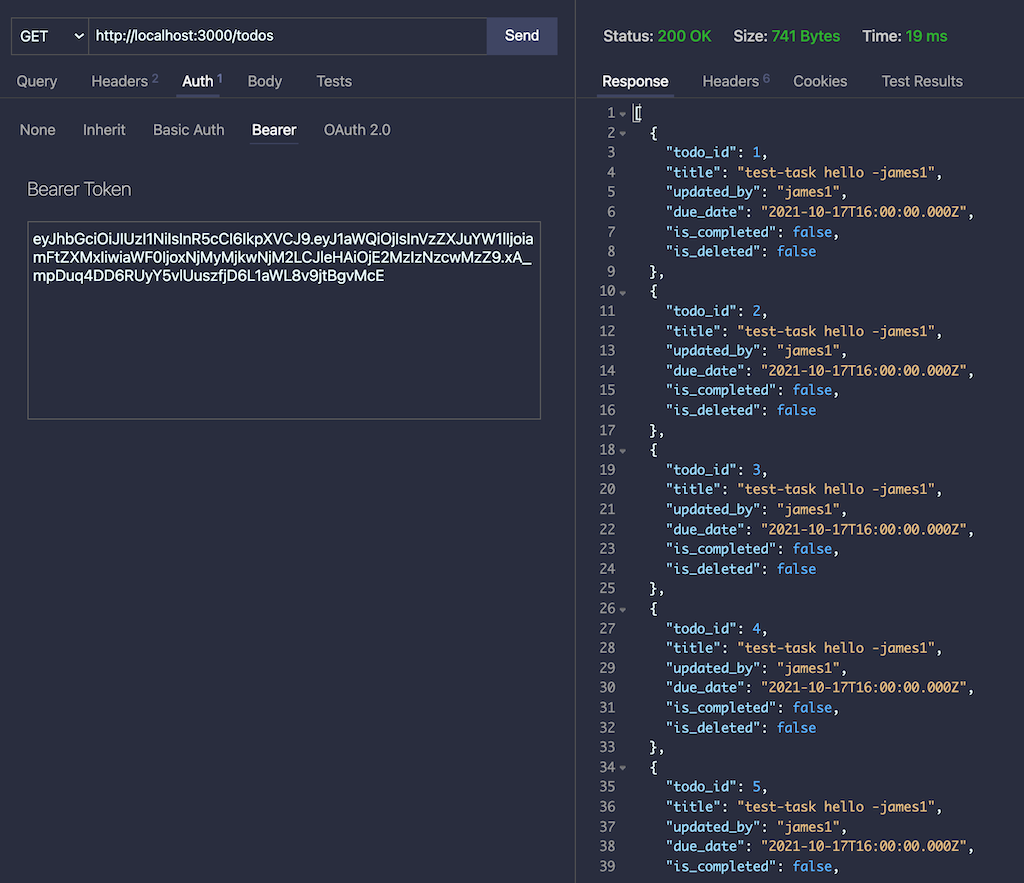 GET http://localhost:3000/todos Send
Query Headers 2 Auth 1 Body Tests
None Inherit Basic Auth Bearer OAuth 2.0
Bearer Token
eyJhbGciOiJIUzI1NiIsInR5cCI6IkpXVCJ9.eyJ1aWQiOjIsInVzZXJuYW1lIjoia
mFtZXMxIiwiaWF0IjoxNjMyMjkwNjM2LCJleHAiOjE2MzIzNzcwMzZ9.xA_
mpDuq4DD6RUyY5vlUuszfjD6L1aWL8v9jtBgvMcE
Status: 200 OK Size: 741 Bytes Time: 19 ms
Response Headers 6 Cookies Test Results
1 [
2 {
3 "todo_id": 1,
4 "title": "test-task hello -james1",
5 "updated_by": "james1",
6 "due_date": "2021-10-17T16:00:00.000Z",
7 "is_completed": false,
8 "is_deleted": false
9 },
10 {
11 "todo_id": 2,
12 "title": "test-task hello -james1",
13 "updated_by": "james1",
14 "due_date": "2021-10-17T16:00:00.000Z",
15 "is_completed": false,
16 "is_deleted": false
17 },
18 {
19 "todo_id": 3,
20 "title": "test-task hello -james1",
21 "updated_by": "james1",
22 "due_date": "2021-10-17T16:00:00.000Z",
23 "is_completed": false,
24 "is_deleted": false
25 },
26 {
27 "todo_id": 4,
28 "title": "test-task hello -james1",
29 "updated_by": "james1",
30 "due_date": "2021-10-17T16:00:00.000Z",
31 "is_completed": false,
32 "is_deleted": false
33 },
34 {
35 "todo_id": 5,
36 "title": "test-task hello -james1",
37 "updated_by": "james1",
38 "due_date": "2021-10-17T16:00:00.000Z",
39 "is_completed": false,